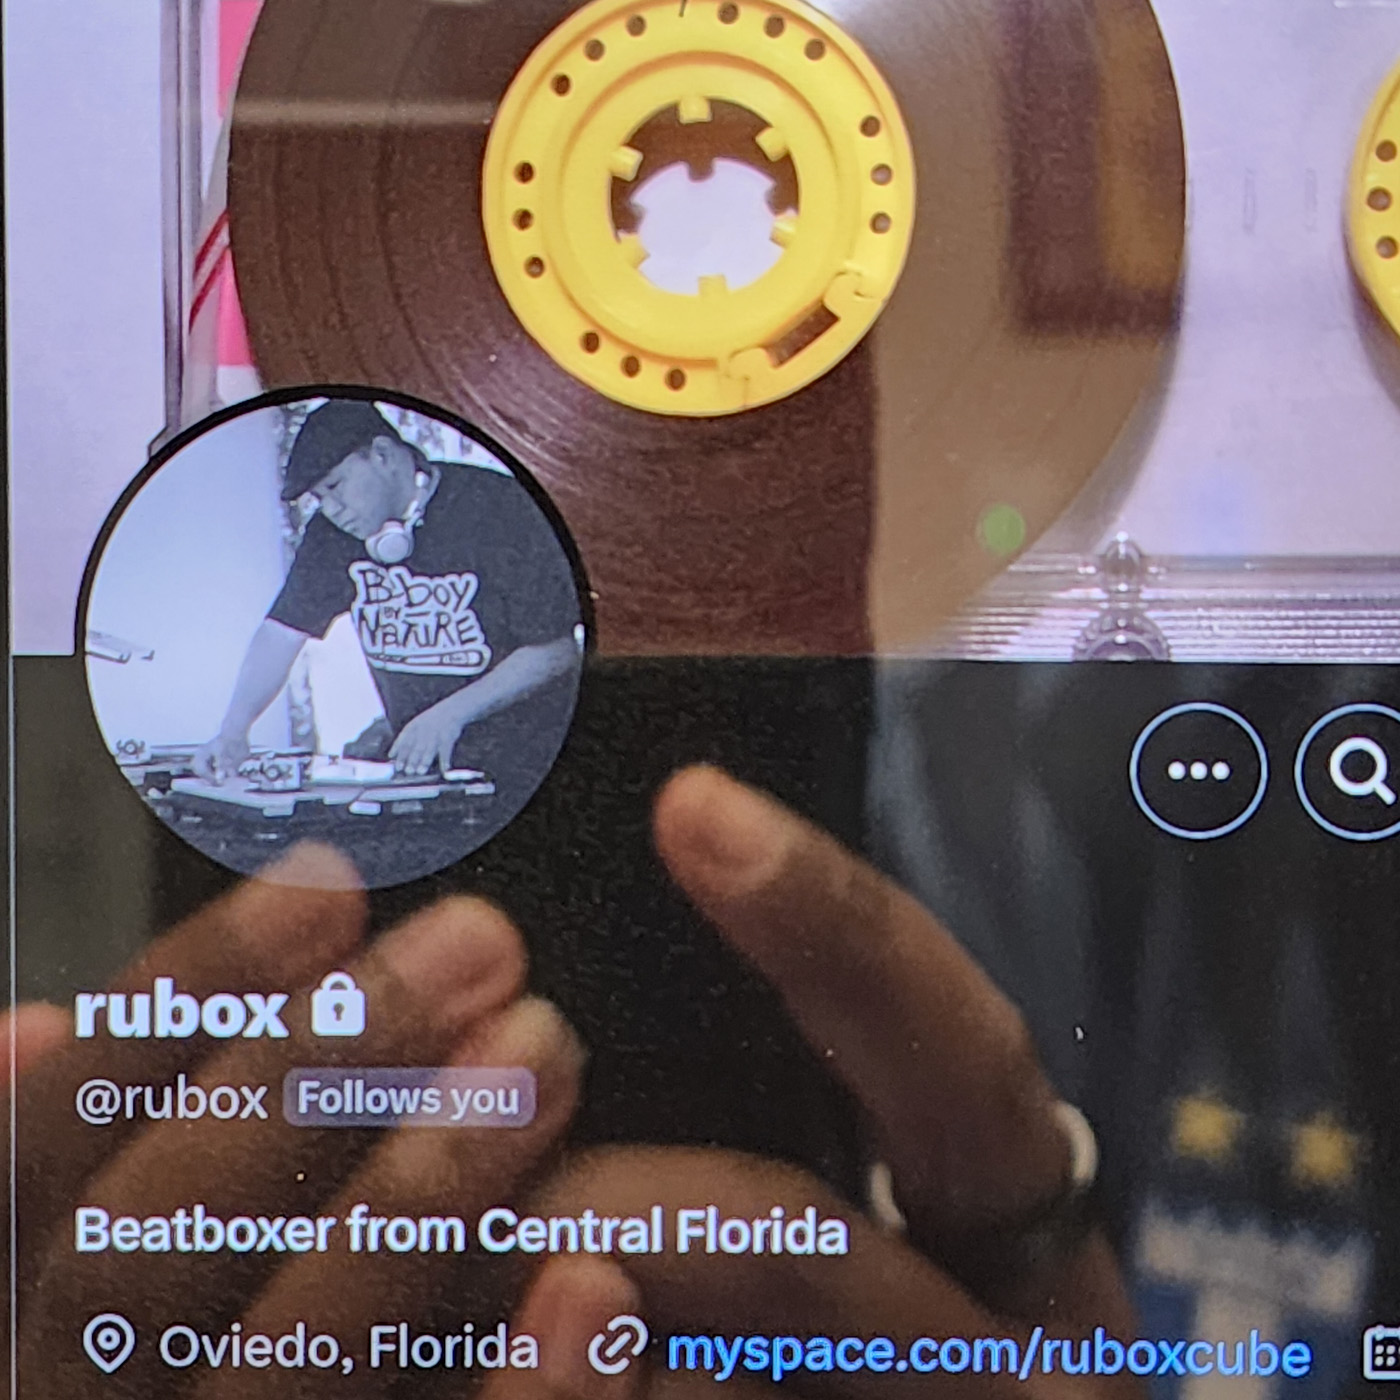 B-boy
BY
NaTuRE
rubox
@rubox Follows you
Beatboxer from Central Florida
Oviedo, Florida myspace.com/ruboxcube